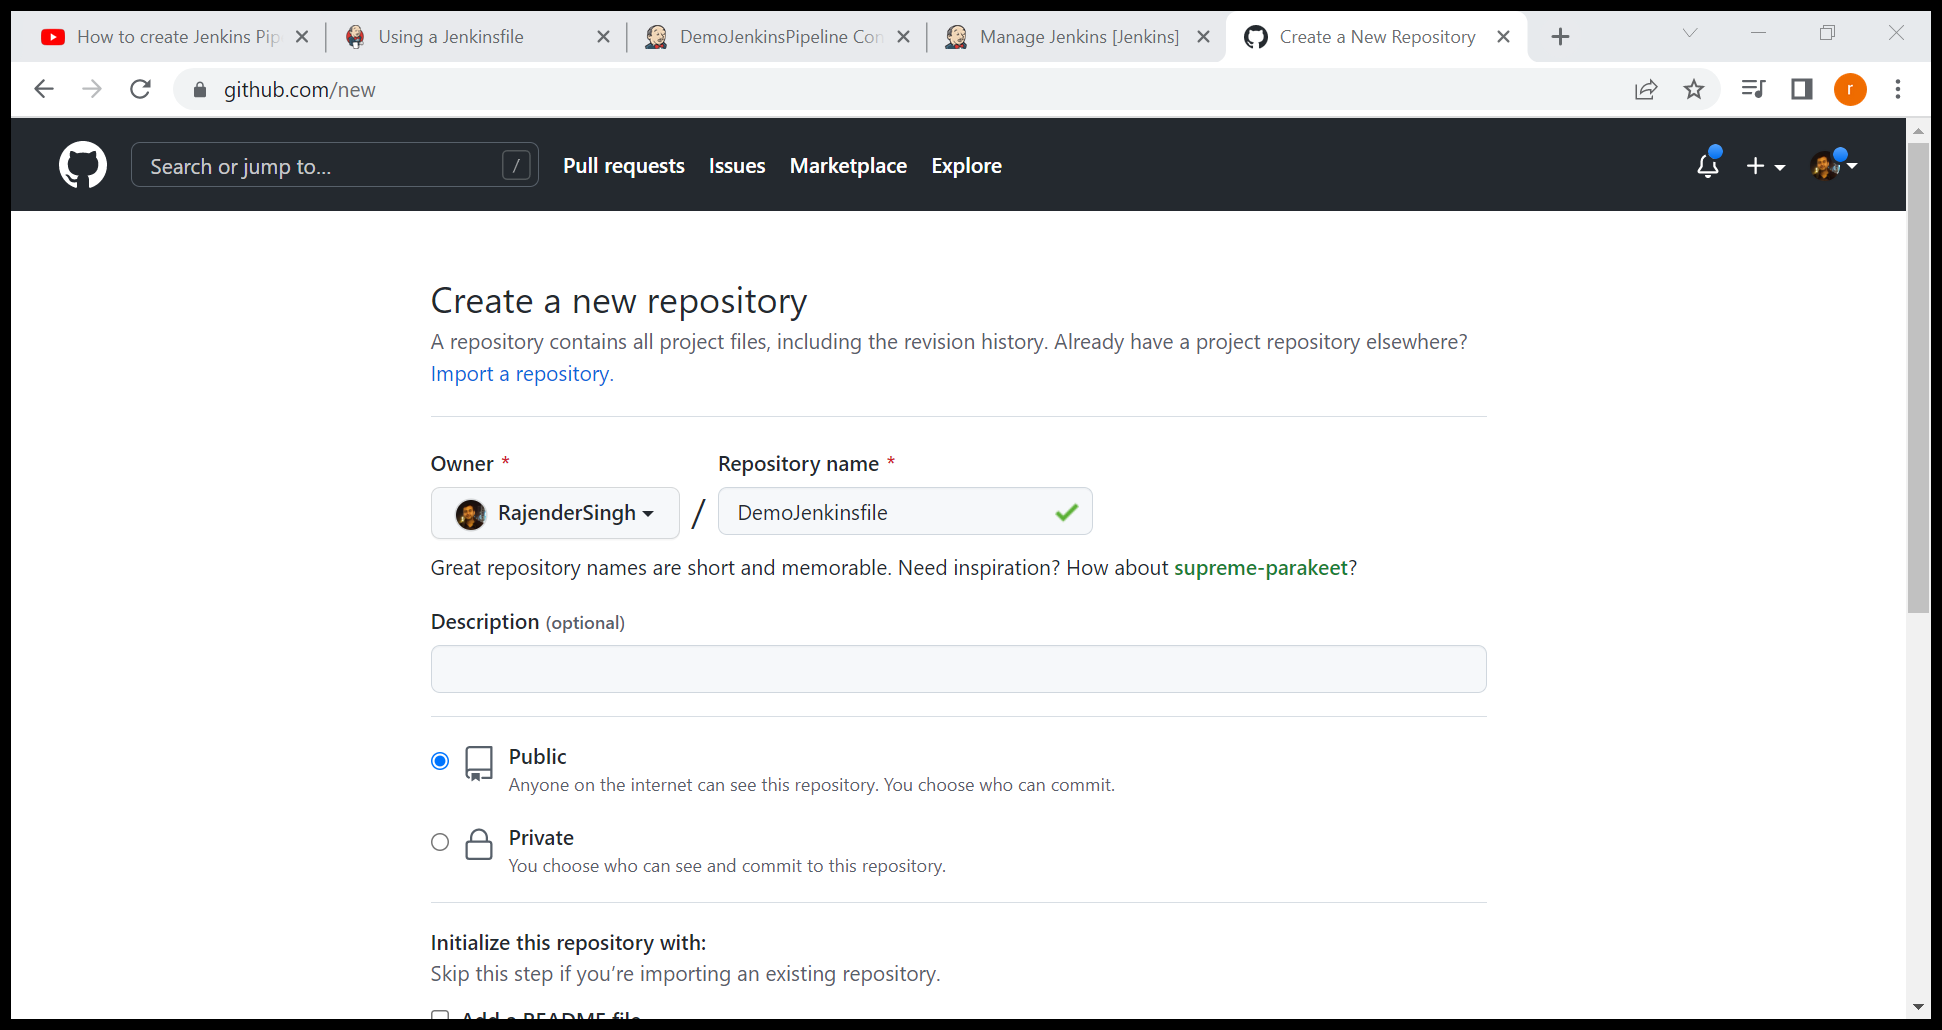 How to create Jenkins Pip
Using a Jenkinsfile
DemoJenkinsPipeline Con
Manage Jenkins [Jenkins]
Create a New Repository
github.com/new
r
Search or jump to...
/
Pull requests
Issues
Marketplace
Explore
Create a new repository
A repository contains all project files, including the revision history. Already have a project repository elsewhere?
Import a repository.
Owner *
Repository name *
RajenderSingh
/
DemoJenkinsfile
Great repository names are short and memorable. Need inspiration? How about supreme-parakeet?
Description (optional)
Public
Anyone on the internet can see this repository. You choose who can commit.
Private
You choose who can see and commit to this repository.
Initialize this repository with:
Skip this step if you’re importing an existing repository.
Add a README file